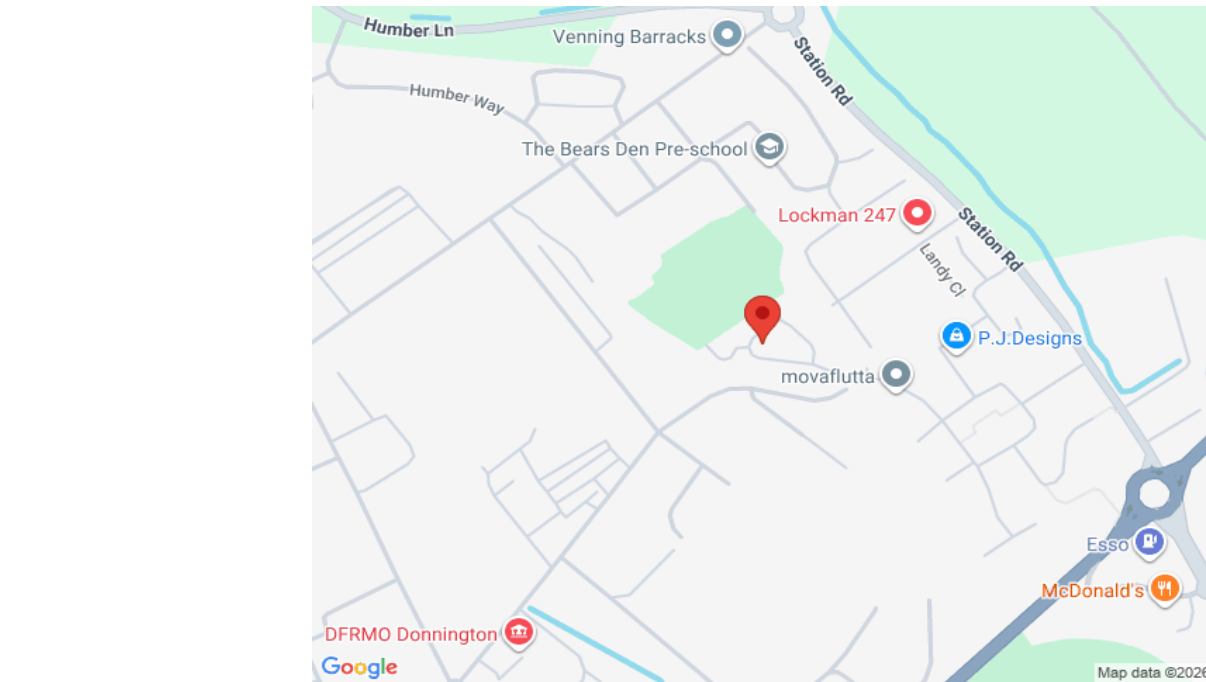 Humber Ln
Venning Barracks
Station Rd
Humber Way
The Bears Den Pre-school
Lockman 247
Station Rd
Landy Cl
P.J.Designs
movaflutta
Esso
McDonald's
DFRMO Donnington
Google
Map data ©2026